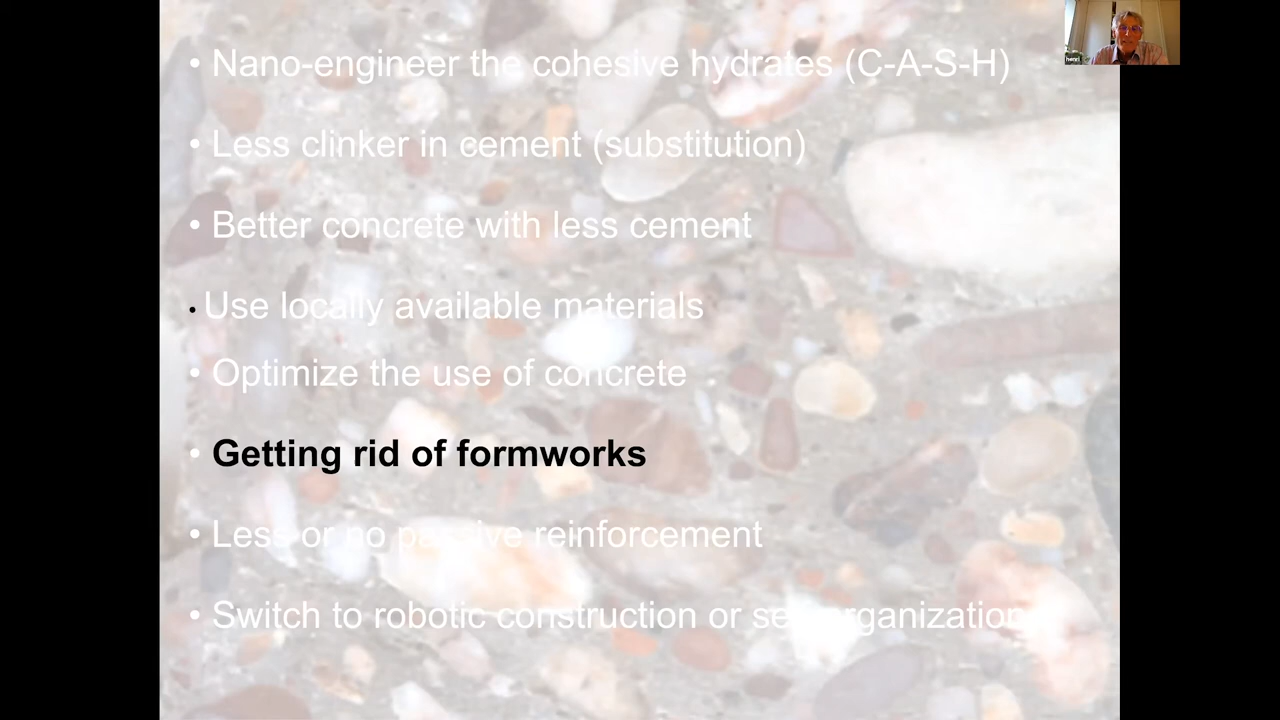 • Nano-engineer the cohesive hydrates (C-A-S-H)
• Less clinker in cement (substitution)
• Better concrete with less cement
• Use locally available materials
• Optimize the use of concrete
• Getting rid of formworks
• Less or no passive reinforcement
• Switch to robotic construction or self-organization
henri